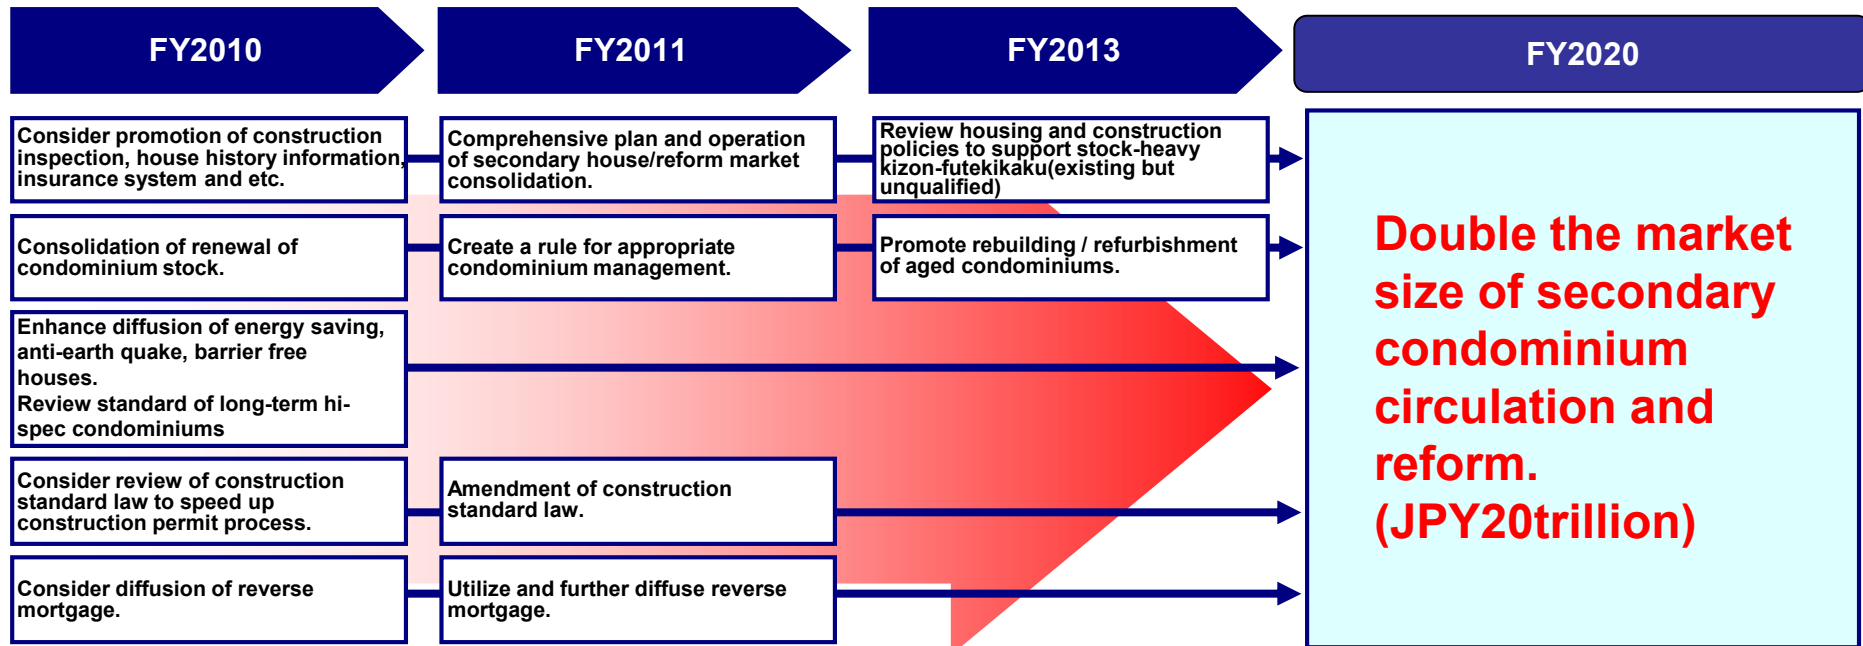 FY2010
FY2011
FY2013
FY2020
Consider promotion of construction
inspection, house history information,
insurance system and etc.
Comprehensive plan and operation
of secondary house/reform market
consolidation.
Review housing and construction
policies to support stock-heavy
kizon-futekikaku(existing but
unqualified)
Consolidation of renewal of
condominium stock.
Create a rule for appropriate
condominium management.
Promote rebuilding / refurbishment
of aged condominiums.
Enhance diffusion of energy saving,
anti-earth quake, barrier free
houses.
Review standard of long-term hi-
spec condominiums
Consider review of construction
standard law to speed up
construction permit process.
Amendment of construction
standard law.
Consider diffusion of reverse
mortgage.
Utilize and further diffuse reverse
mortgage.
Double the market
size of secondary
condominium
circulation and
reform.
(JPY20trillion)